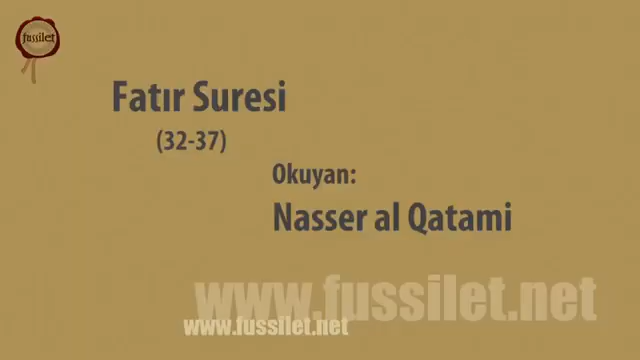 fussilet
Fatır Suresi
(32-37)
Okuyan:
Nasser al Qatami
www.fussilet.net
www.fussilet.net